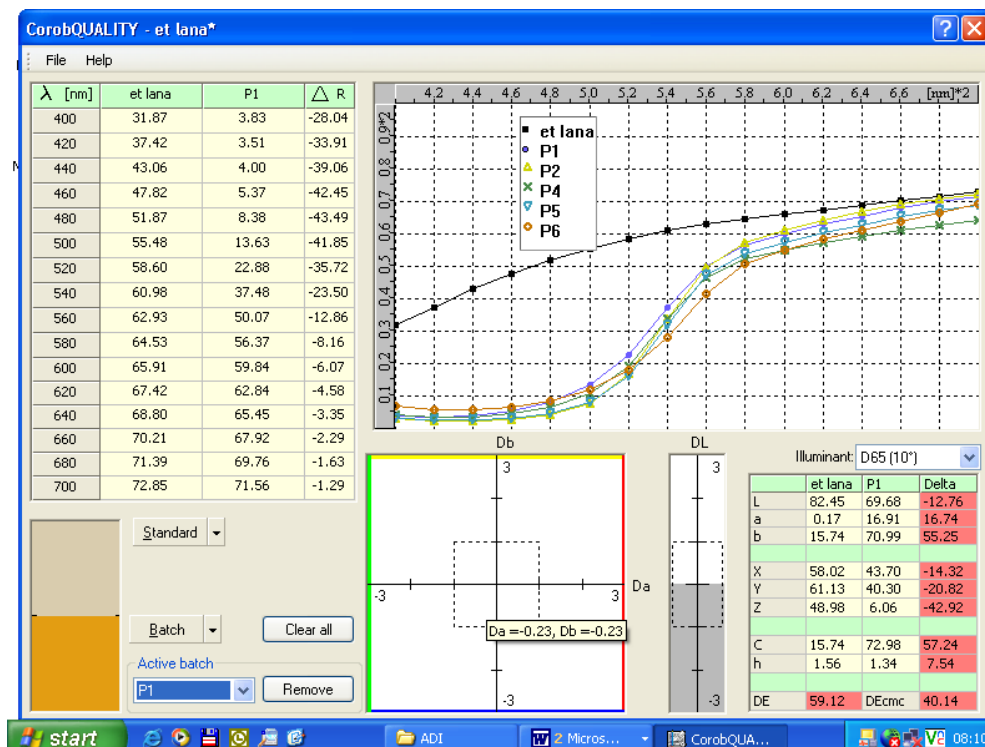 CorobQUALITY - et lana*
File Help
λ [nm] et lana P1 △ R
400 31.87 3.83 -28.04
420 37.42 3.51 -33.91
440 43.06 4.00 -39.06
460 47.82 5.37 -42.45
480 51.87 8.38 -43.49
500 55.48 13.63 -41.85
520 58.60 22.88 -35.72
540 60.98 37.48 -23.50
560 62.93 50.07 -12.86
580 64.53 56.37 -8.16
600 65.91 59.84 -6.07
620 67.42 62.84 -4.58
640 68.80 65.45 -3.35
660 70.21 67.92 -2.29
680 71.39 69.76 -1.63
700 72.85 71.56 -1.29
4,2 4,4 4,6 4,8 5,0 5,2 5,4 5,6 5,8 6,0 6,2 6,4 6,6 [nm]*2
0,9*2
0,8
0,7
0,6
0,5
0,4
0,3
0,2
0,1
et lana
P1
P2
P4
P5
P6
Standard
Batch
Clear all
Active batch
P1
Remove
Db
3
-3 3 Da
Da =-0.23, Db =-0.23
-3
DL
3
-3
Illuminant: D65 (10°)
et lana P1 Delta
L 82.45 69.68 -12.76
a 0.17 16.91 16.74
b 15.74 70.99 55.25
X 58.02 43.70 -14.32
Y 61.13 40.30 -20.82
Z 48.98 6.06 -42.92
C 15.74 72.98 57.24
h 1.56 1.34 7.54
DE 59.12 DEcmc 40.14
start
ADI
2 Micros...
CorobQUA...
08:10